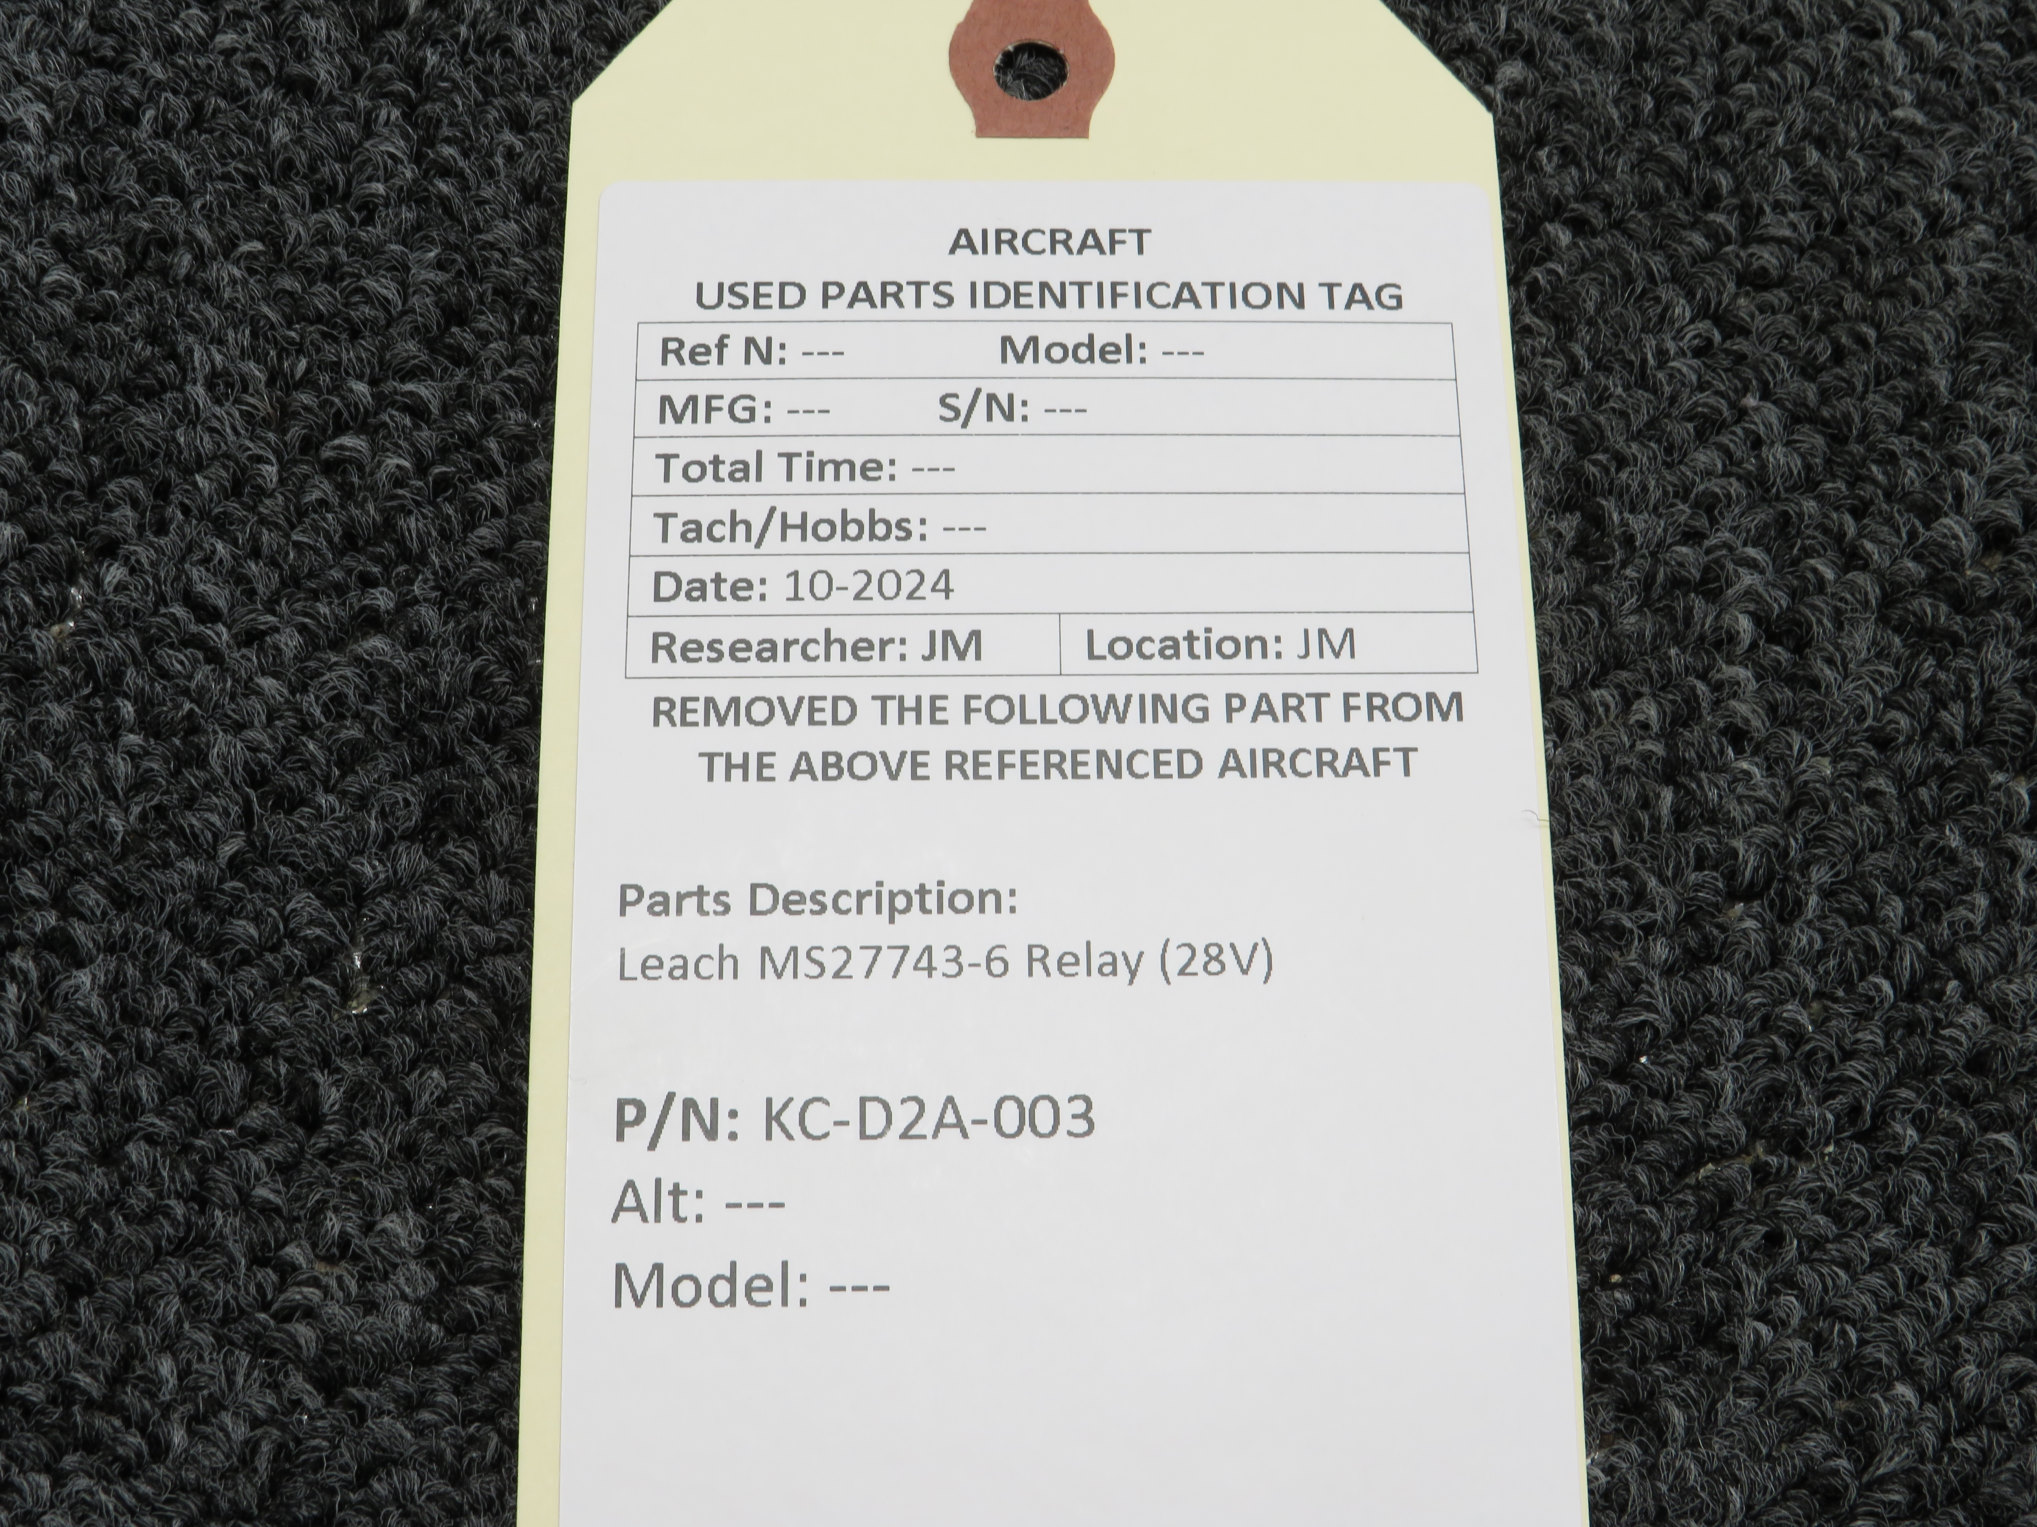 AIRCRAFT
USED PARTS IDENTIFICATION TAG
Ref N: --- Model: ---
MFG: --- S/N: ---
Total Time: ---
Tach/Hobbs: ---
Date: 10-2024
Researcher: JM Location: JM
REMOVED THE FOLLOWING PART FROM
THE ABOVE REFERENCED AIRCRAFT
Parts Description:
Leach MS27743-6 Relay (28V)
P/N: KC-D2A-003
Alt: ---
Model: ---